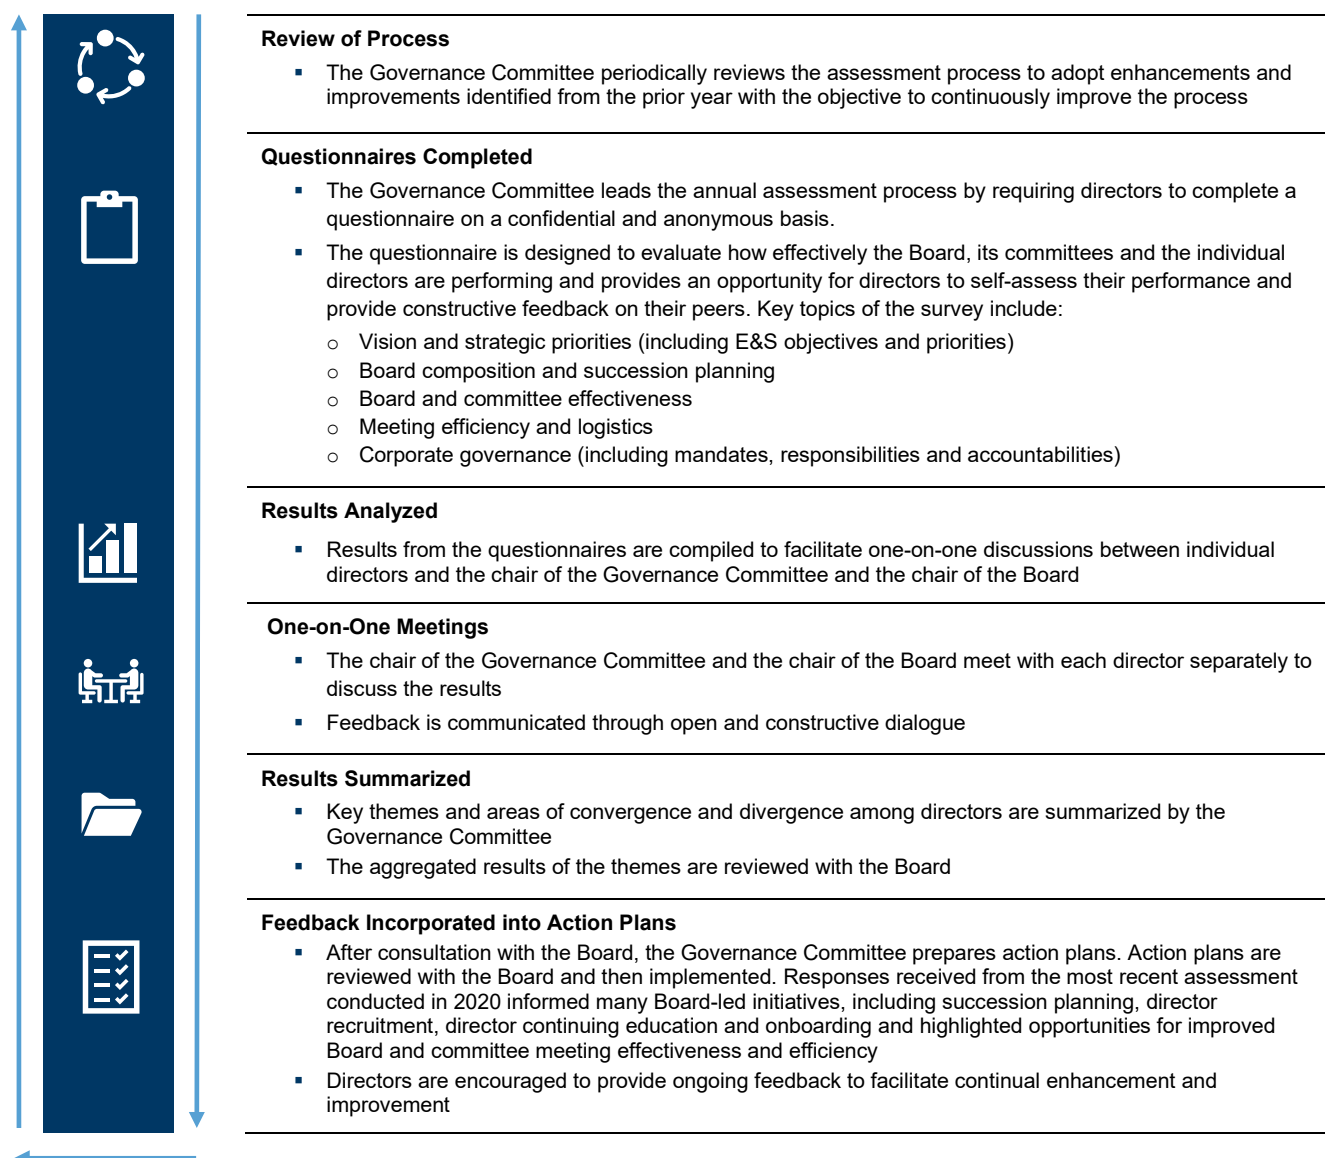 Review of Process
▪ The Governance Committee periodically reviews the assessment process to adopt enhancements and
improvements identified from the prior year with the objective to continuously improve the process
Questionnaires Completed
▪ The Governance Committee leads the annual assessment process by requiring directors to complete a
questionnaire on a confidential and anonymous basis.
▪ The questionnaire is designed to evaluate how effectively the Board, its committees and the individual
directors are performing and provides an opportunity for directors to self-assess their performance and
provide constructive feedback on their peers. Key topics of the survey include:
o Vision and strategic priorities (including E&S objectives and priorities)
o Board composition and succession planning
o Board and committee effectiveness
o Meeting efficiency and logistics
o Corporate governance (including mandates, responsibilities and accountabilities)
Results Analyzed
▪ Results from the questionnaires are compiled to facilitate one-on-one discussions between individual
directors and the chair of the Governance Committee and the chair of the Board
One-on-One Meetings
▪ The chair of the Governance Committee and the chair of the Board meet with each director separately to
discuss the results
▪ Feedback is communicated through open and constructive dialogue
Results Summarized
▪ Key themes and areas of convergence and divergence among directors are summarized by the
Governance Committee
▪ The aggregated results of the themes are reviewed with the Board
Feedback Incorporated into Action Plans
▪ After consultation with the Board, the Governance Committee prepares action plans. Action plans are
reviewed with the Board and then implemented. Responses received from the most recent assessment
conducted in 2020 informed many Board-led initiatives, including succession planning, director
recruitment, director continuing education and onboarding and highlighted opportunities for improved
Board and committee meeting effectiveness and efficiency
▪ Directors are encouraged to provide ongoing feedback to facilitate continual enhancement and
improvement